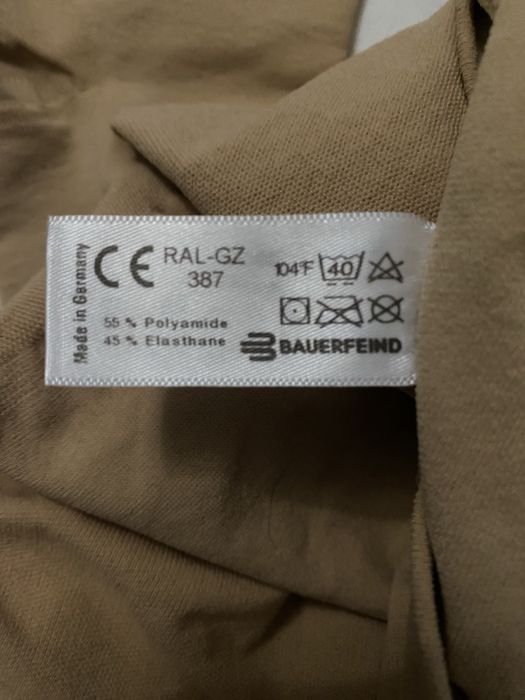 Made in Germany
CE RAL-GZ
387
104°F 40
55 % Polyamide
45 % Elasthane
BAUERFEIND